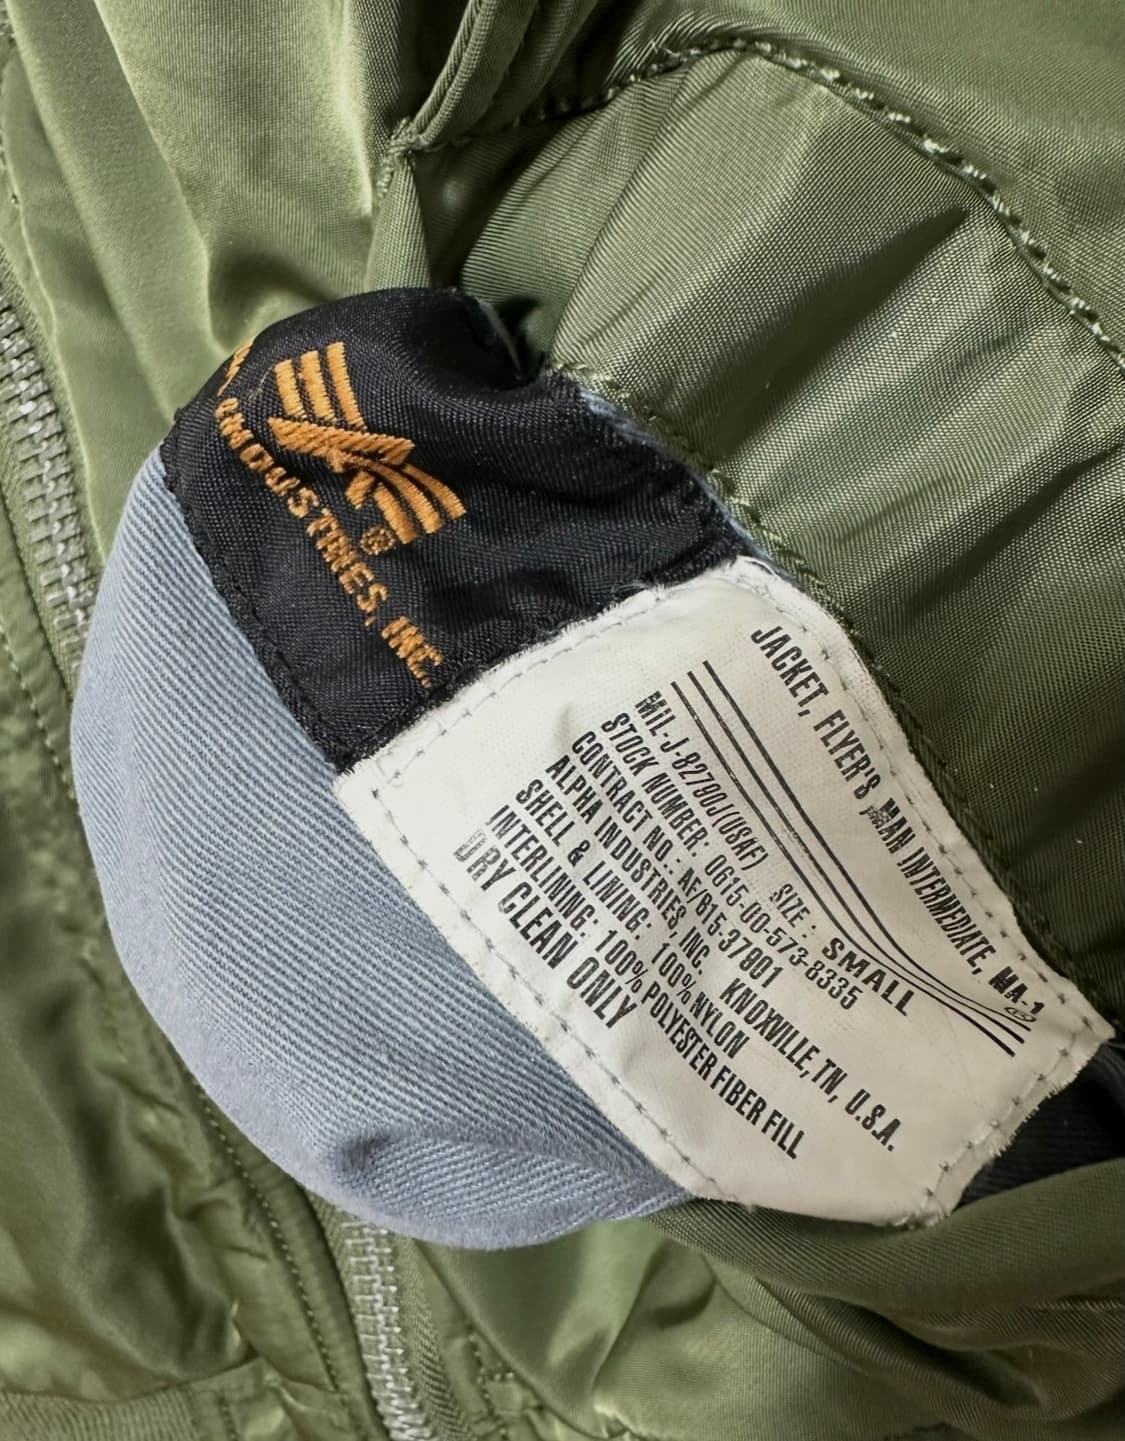 INDUSTRIES, INC.
JACKET, FLYER'S MAN INTERMEDIATE, MA-1
MIL-J-8279OJ(USAF) SIZE: SMALL
STOCK NUMBER: 0615-00-573-8335
CONTRACT NO.: AF/615-37901
ALPHA INDUSTRIES, INC. KNOXVILLE, TN, U.S.A.
SHELL & LINING: 100% NYLON
INTERLINING: 100% POLYESTER FIBER FILL
DRY CLEAN ONLY